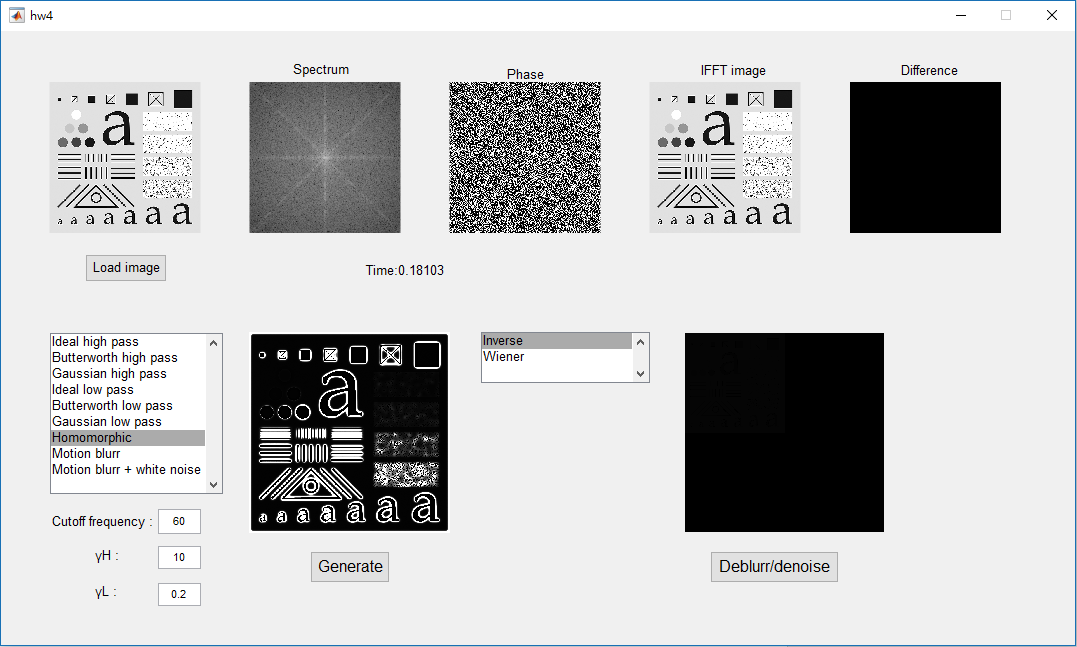 hw4
Spectrum
Phase
IFFT image
Difference
a
a a a a a a a
a
a a a a a a a
Load image
Time:0.18103
Ideal high pass
Butterworth high pass
Gaussian high pass
Ideal low pass
Butterworth low pass
Gaussian low pass
Homomorphic
Motion blurr
Motion blurr + white noise
a
a a a a a a a
Inverse
Wiener
Cutoff frequency : 60
γH : 10
γL : 0.2
Generate
Deblurr/denoise